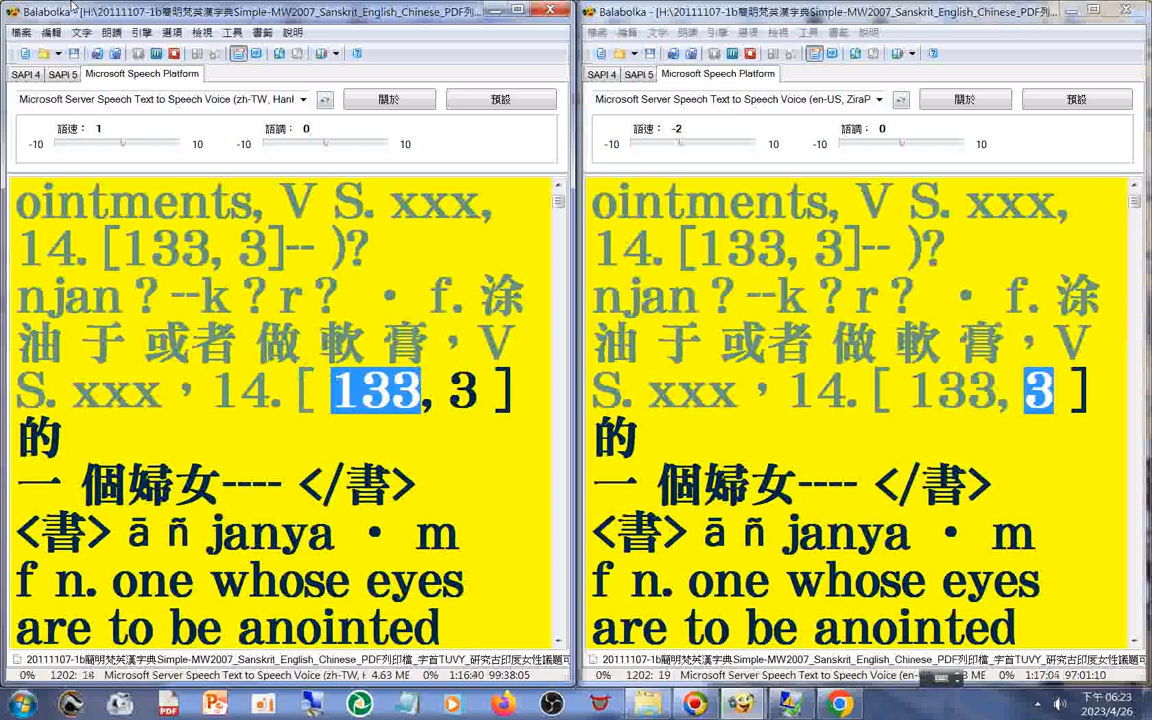 Balabolka - [H:\20111107-1b簡明梵英漢字典Simple-MW2007_Sanskrit_English_Chinese_PDF列...
檔案 編輯 文字 朗讀 引擎 選項 檢視 工具 書籤 說明
SAPI 4 SAPI 5 Microsoft Speech Platform
Microsoft Server Speech Text to Speech Voice (zh-TW, Hanl
關於 預設
語速： 1 語調： 0
-10 10 -10 10
ointments, V S. xxx,
14. [133, 3]-- )?
njan？--k？r？ • f. 涂
油 于 或者 做 軟 膏，V
S. xxx，14. [ 133, 3 ]
的
一 個婦女---- </書>
<書> ā ñ janya • m
f n. one whose eyes
are to be anointed
20111107-1b簡明梵英漢字典Simple-MW2007_Sanskrit_English_Chinese_PDF列印檔_字首TUVY_研究古印度女性議題可
0% 1202: 14 Microsoft Server Speech Text to Speech Voice (zh-TW, H 4.63 ME 0% 1:16:40 99:38:05
Balabolka - [H:\20111107-1b簡明梵英漢字典Simple-MW2007_Sanskrit_English_Chinese_PDF列...
檔案 編輯 文字 朗讀 引擎 選項 檢視 工具 書籤 說明
SAPI 4 SAPI 5 Microsoft Speech Platform
Microsoft Server Speech Text to Speech Voice (en-US, ZiraP
關於 預設
語速： -2 語調： 0
-10 10 -10 10
ointments, V S. xxx,
14. [133, 3]-- )?
njan？--k？r？ • f. 涂
油 于 或者 做 軟 膏，V
S. xxx，14. [ 133, 3 ]
的
一 個婦女---- </書>
<書> ā ñ janya • m
f n. one whose eyes
are to be anointed
20111107-1b簡明梵英漢字典Simple-MW2007_Sanskrit_English_Chinese_PDF列印檔_字首TUVY_研究古印度女性議題可
0% 1202: 19 Microsoft Server Speech Text to Speech Voice (en-US, 4.63 ME 0% 1:17:04 97:01:10
PDF
下午 06:23
2023/4/26